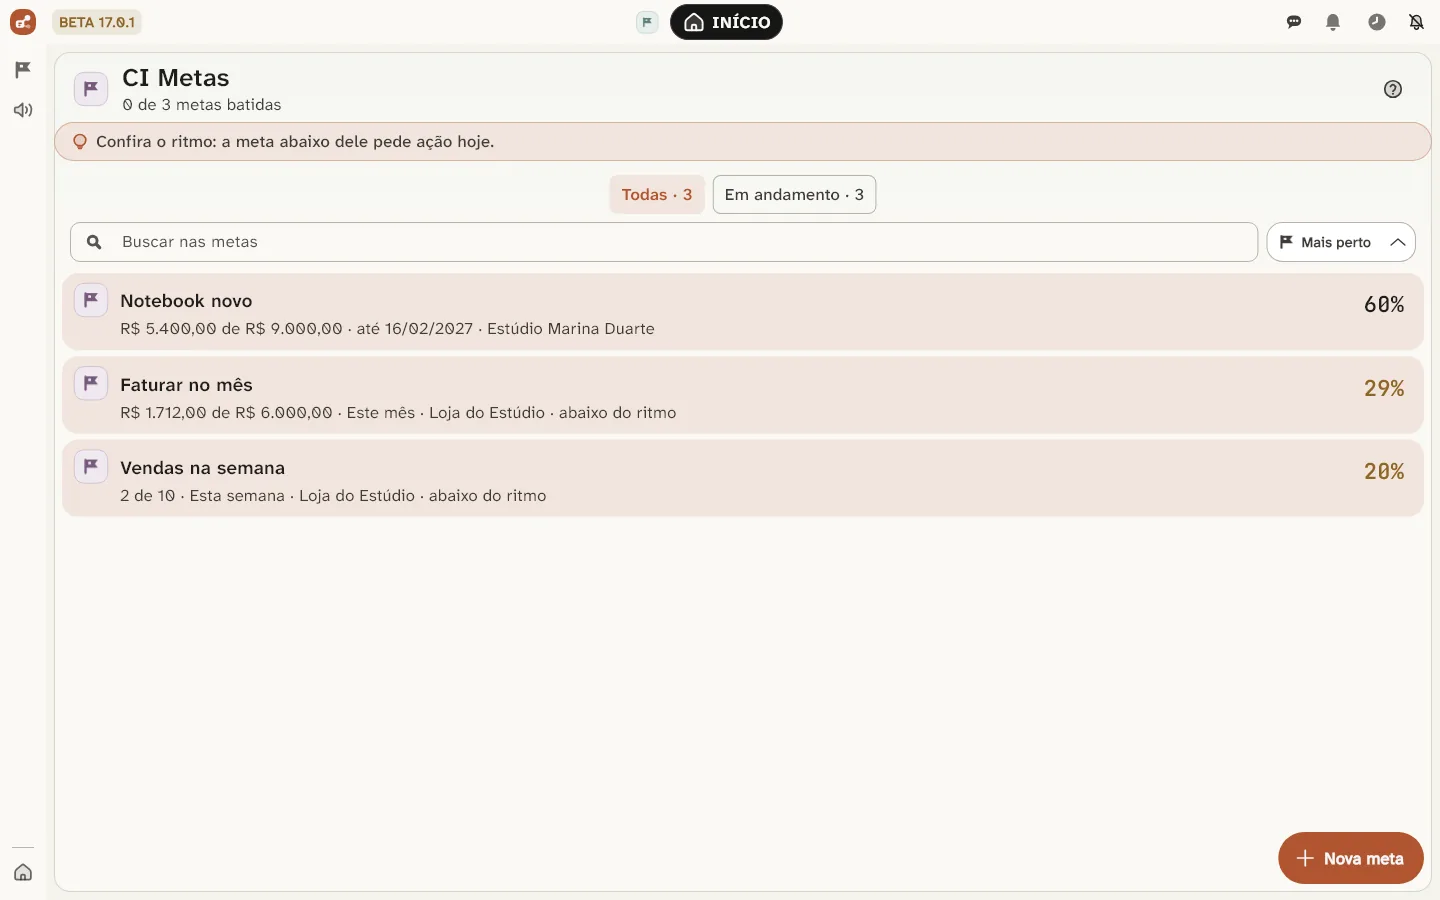 BETA 17.0.1
INÍCIO
CI Metas
0 de 3 metas batidas
Confira o ritmo: a meta abaixo dele pede ação hoje.
Todas · 3
Em andamento · 3
Buscar nas metas
Mais perto
Notebook novo
60%
R$ 5.400,00 de R$ 9.000,00 · até 16/02/2027 · Estúdio Marina Duarte
Faturar no mês
29%
R$ 1.712,00 de R$ 6.000,00 · Este mês · Loja do Estúdio · abaixo do ritmo
Vendas na semana
20%
2 de 10 · Esta semana · Loja do Estúdio · abaixo do ritmo
Nova meta